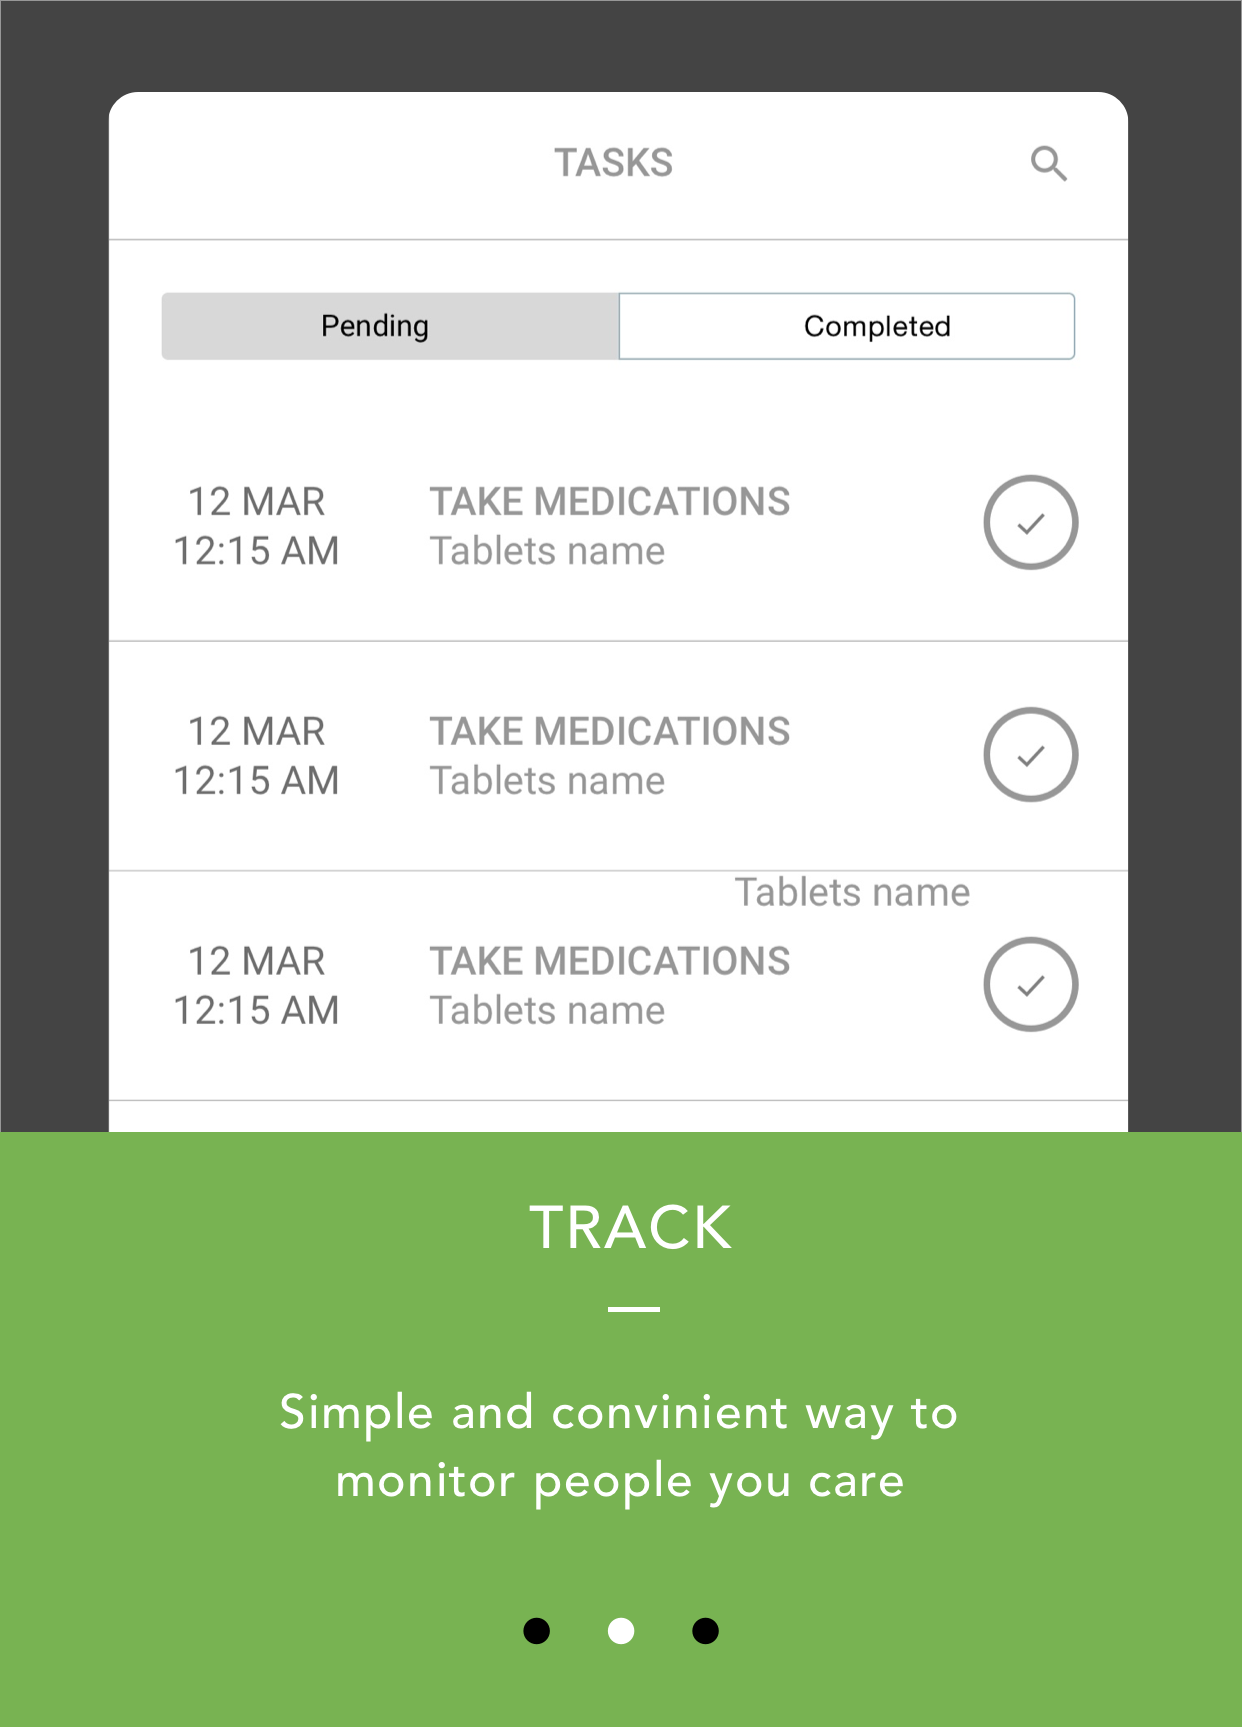 TASKS
Pending
Completed
12 MAR
12:15 AM
TAKE MEDICATIONS
Tablets name
12 MAR
12:15 AM
TAKE MEDICATIONS
Tablets name
Tablets name
12 MAR
12:15 AM
TAKE MEDICATIONS
Tablets name
TRACK
Simple and convinient way to
monitor people you care